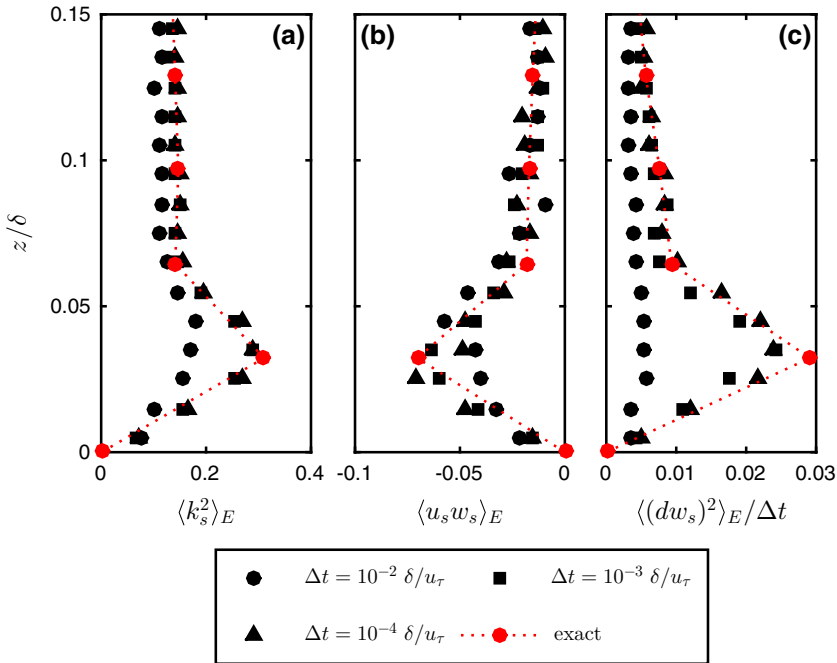 0.15 (a) (b) (c)
0.1
z/δ
0.05
0
0 0.2 0.4 -0.1 -0.05 0 0 0.01 0.02 0.03
⟨k_s^2⟩_E ⟨u_s w_s⟩_E ⟨(dw_s)^2⟩_E/Δt
Δt = 10^{-2} δ/u_τ Δt = 10^{-3} δ/u_τ
Δt = 10^{-4} δ/u_τ exact